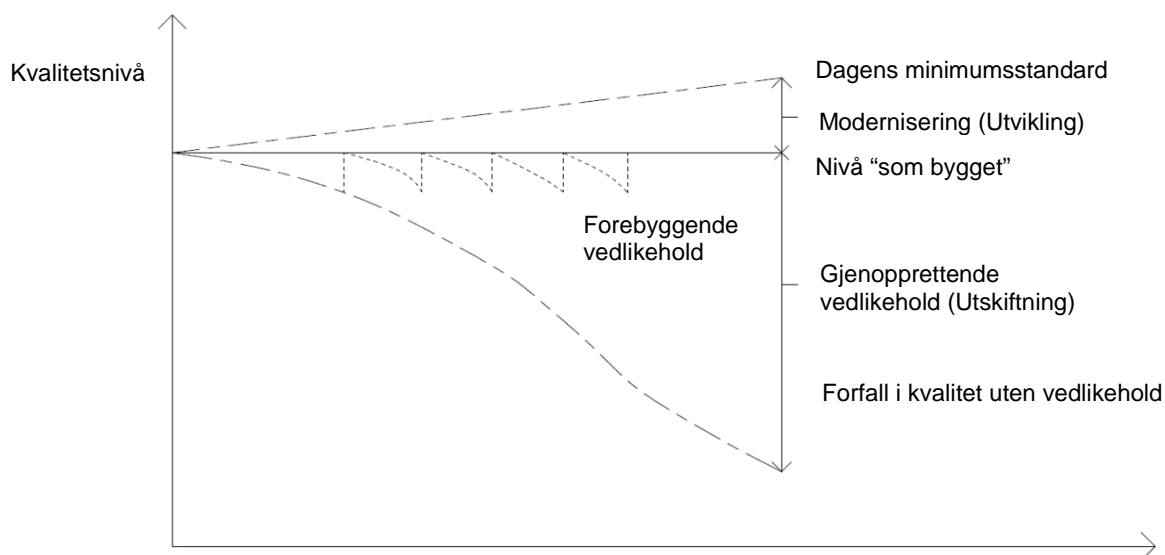 Kvalitetsnivå
Dagens minimumsstandard
Modernisering (Utvikling)
Nivå “som bygget”
Forebyggende
vedlikehold
Gjenopprettende
vedlikehold (Utskiftning)
Forfall i kvalitet uten vedlikehold